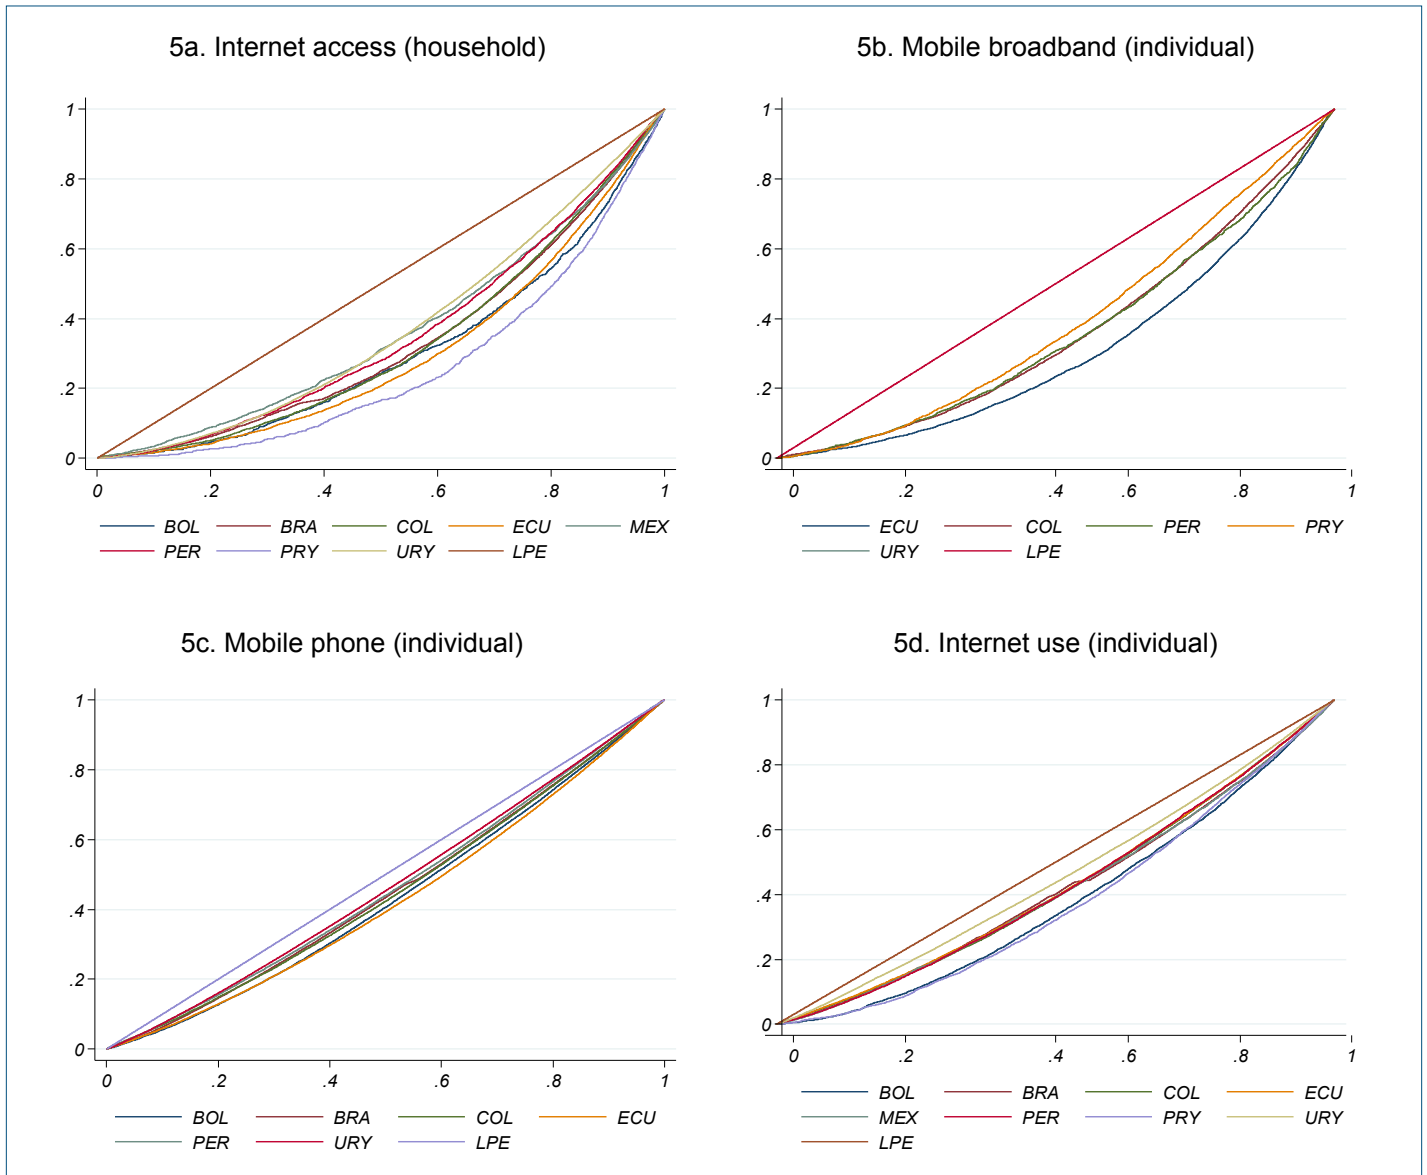 5a. Internet access (household)
1
.8
.6
.4
.2
0
0 .2 .4 .6 .8 1
BOL BRA COL ECU MEX
PER PRY URY LPE
5b. Mobile broadband (individual)
1
.8
.6
.4
.2
0
0 .2 .4 .6 .8 1
ECU COL PER PRY
URY LPE
5c. Mobile phone (individual)
1
.8
.6
.4
.2
0
0 .2 .4 .6 .8 1
BOL BRA COL ECU
PER URY LPE
5d. Internet use (individual)
1
.8
.6
.4
.2
0
0 .2 .4 .6 .8 1
BOL BRA COL ECU
MEX PER PRY URY
LPE